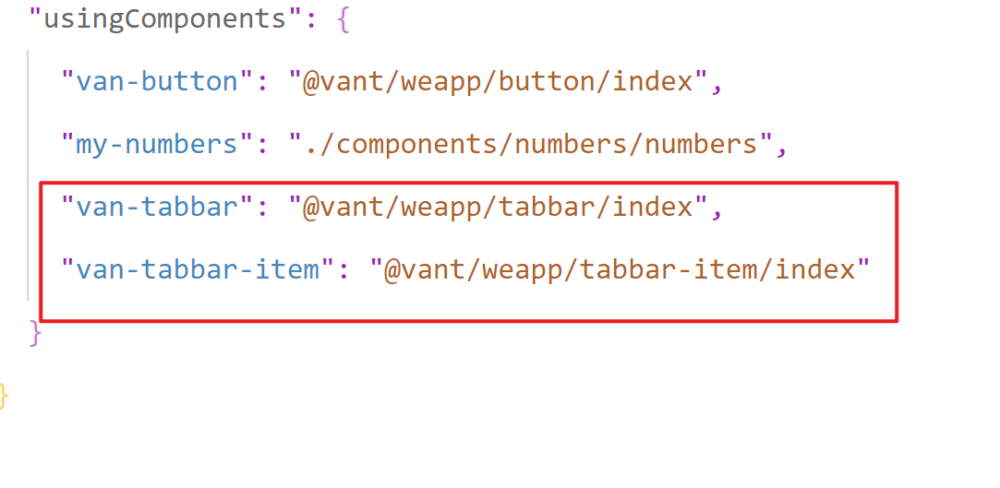 "usingComponents": {
"van-button": "@vant/weapp/button/index",
"my-numbers": "./components/numbers/numbers",
"van-tabbar": "@vant/weapp/tabbar/index",
"van-tabbar-item": "@vant/weapp/tabbar-item/index"
}
}